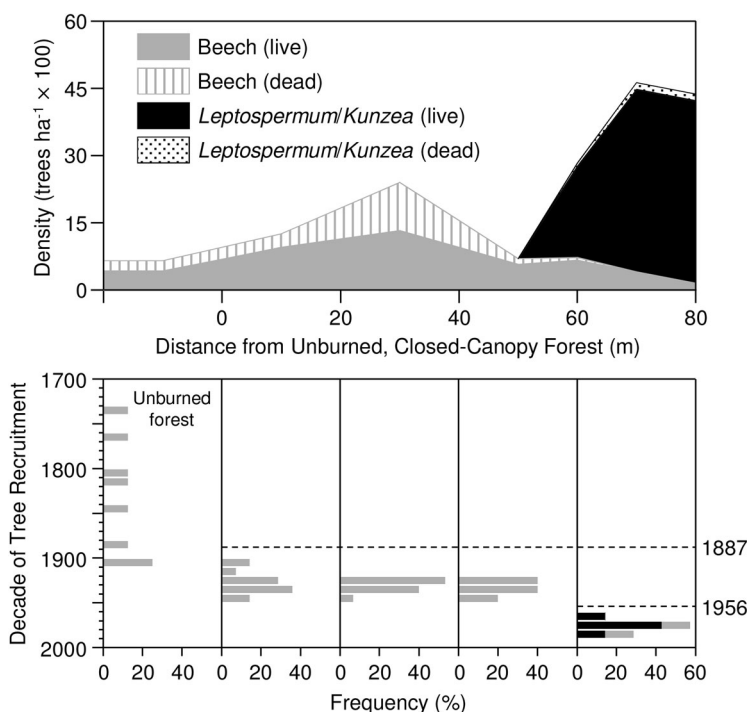 60
45
30
15
0
Density (trees ha⁻¹ × 100)
Beech (live)
Beech (dead)
Leptospermum/Kunzea (live)
Leptospermum/Kunzea (dead)
0 20 40 60 80
Distance from Unburned, Closed-Canopy Forest (m)
1700
1800
1900
2000
Decade of Tree Recruitment
Unburned
forest
1887
1956
0 20 40 0 20 40 0 20 40 0 20 40 0 20 40 60
Frequency (%)